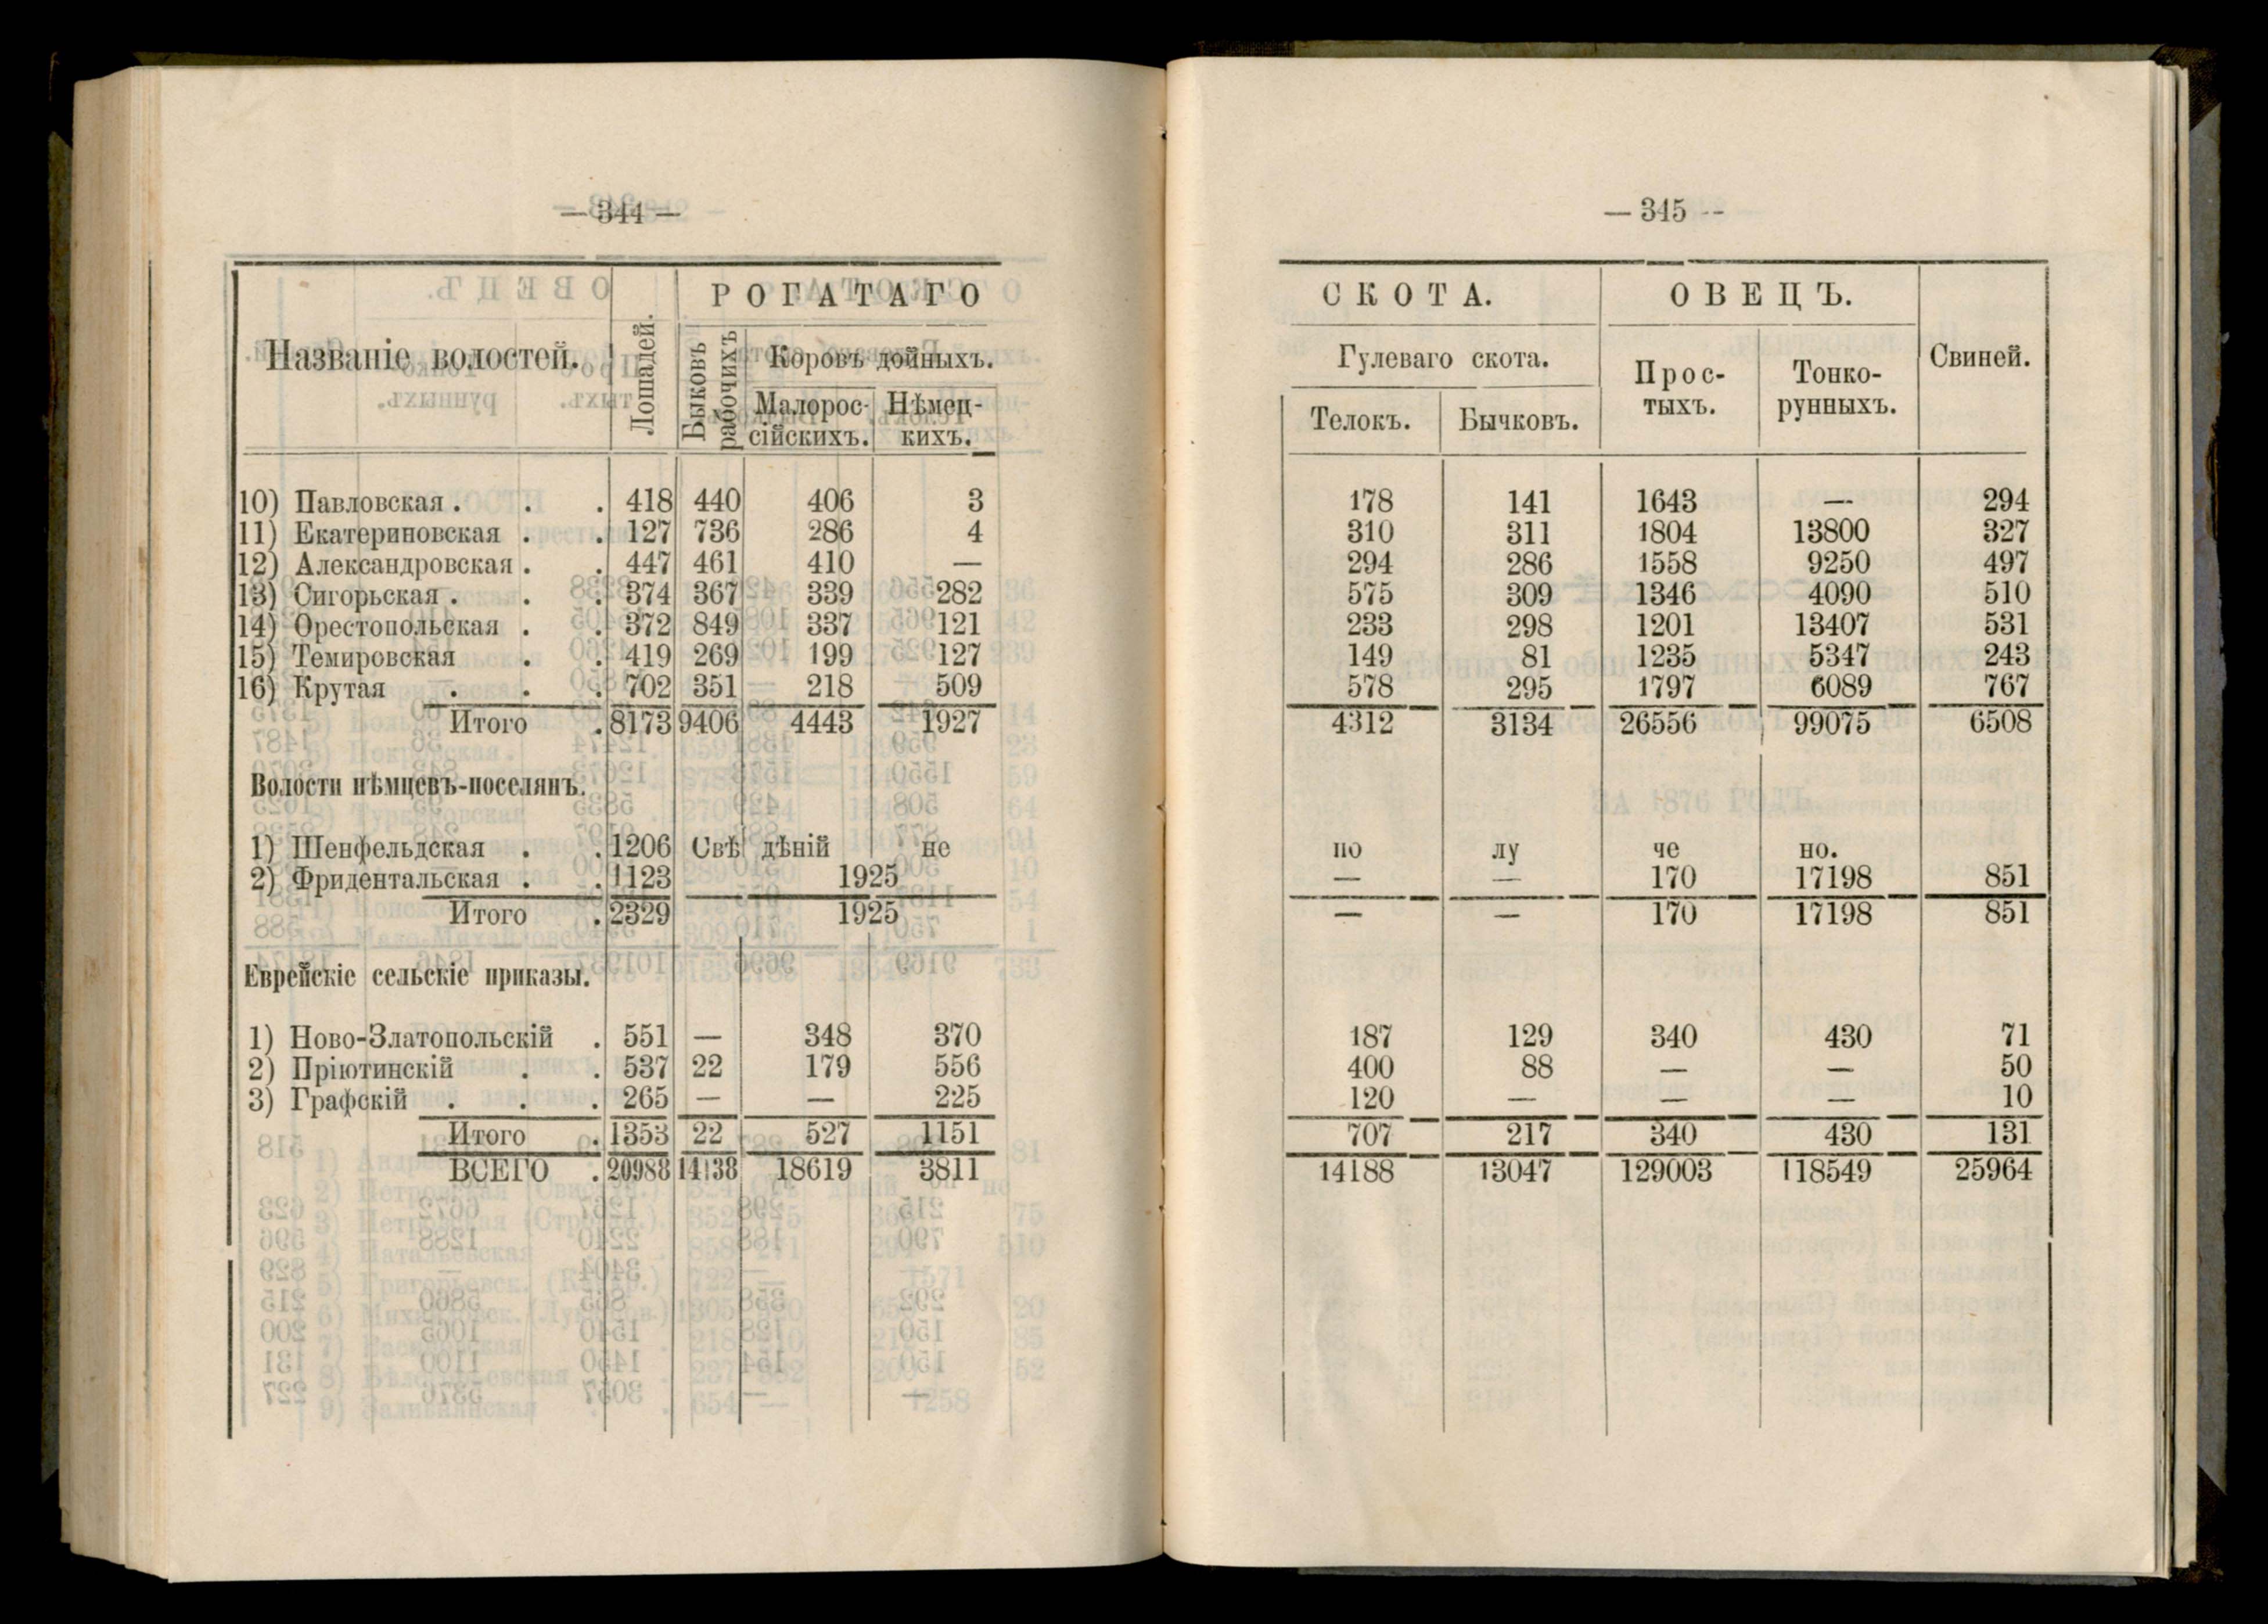 — 344 —
Названіе волостей.
Лошадей.
РОГАТАГО
Быковъ рабочихъ
Коровъ дойныхъ.
Малорос-
сійскихъ.
Нѣмец-
кихъ.
10) Павловская . . . 418 440 406 3
11) Екатериновская . . 127 736 286 4
12) Александровская . . 447 461 410 —
13) Сигорьская . . . 374 367 339 282
14) Орестопольская . . 372 849 337 121
15) Темировская . . 419 269 199 127
16) Крутая . . . 702 351 218 509
Итого . 8173 9406 4443 1927
Волости нѣмцевъ-поселянъ.
1) Шенфельдская . . 1206 Свѣ дѣній не
2) Фридентальская . . 1123 1925
Итого . 2329 1925
Еврейскіе сельскіе приказы.
1) Ново-Златопольскій . 551 — 348 370
2) Пріютинскій . . 537 22 179 556
3) Графскій . . . 265 — — 225
Итого . 1353 22 527 1151
ВСЕГО . 20988 14138 18619 3811
— 345 --
СКОТА.
Гулеваго скота.
Телокъ.
Бычковъ.
ОВЕЦЪ.
Прос-
тыхъ.
Тонко-
рунныхъ.
Свиней.
178 141 1643 — 294
310 311 1804 13800 327
294 286 1558 9250 497
575 309 1346 4090 510
233 298 1201 13407 531
149 81 1235 5347 243
578 295 1797 6089 767
4312 3134 26556 99075 6508
по лу че но.
— — 170 17198 851
— — 170 17198 851
187 129 340 430 71
400 88 — — 50
120 — — — 10
707 217 340 430 131
14188 13047 129003 118549 25964